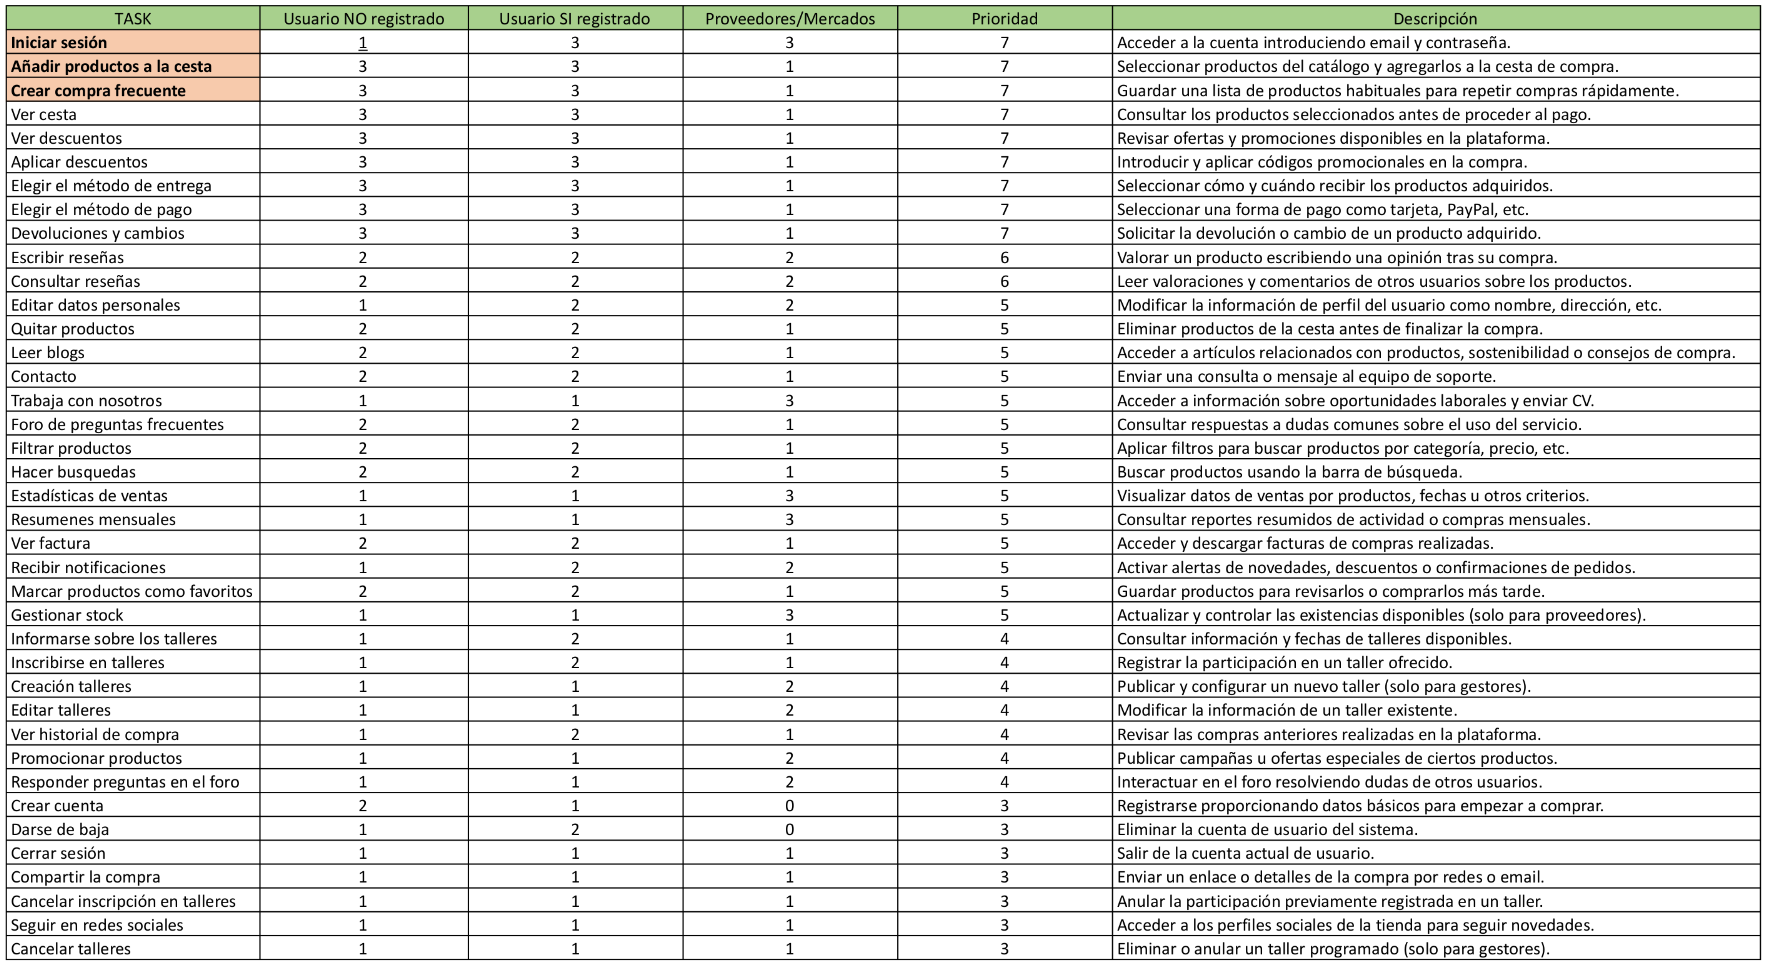 TASK Usuario NO registrado Usuario SI registrado Proveedores/Mercados Prioridad Descripción
Iniciar sesión 1 3 3 7 Acceder a la cuenta introduciendo email y contraseña.
Añadir productos a la cesta 3 3 1 7 Seleccionar productos del catálogo y agregarlos a la cesta de compra.
Crear compra frecuente 3 3 1 7 Guardar una lista de productos habituales para repetir compras rápidamente.
Ver cesta 3 3 1 7 Consultar los productos seleccionados antes de proceder al pago.
Ver descuentos 3 3 1 7 Revisar ofertas y promociones disponibles en la plataforma.
Aplicar descuentos 3 3 1 7 Introducir y aplicar códigos promocionales en la compra.
Elegir el método de entrega 3 3 1 7 Seleccionar cómo y cuándo recibir los productos adquiridos.
Elegir el método de pago 3 3 1 7 Seleccionar una forma de pago como tarjeta, PayPal, etc.
Devoluciones y cambios 3 3 1 7 Solicitar la devolución o cambio de un producto adquirido.
Escribir reseñas 2 2 2 6 Valorar un producto escribiendo una opinión tras su compra.
Consultar reseñas 2 2 2 6 Leer valoraciones y comentarios de otros usuarios sobre los productos.
Editar datos personales 1 2 2 5 Modificar la información de perfil del usuario como nombre, dirección, etc.
Quitar productos 2 2 1 5 Eliminar productos de la cesta antes de finalizar la compra.
Leer blogs 2 2 1 5 Acceder a artículos relacionados con productos, sostenibilidad o consejos de compra.
Contacto 2 2 1 5 Enviar una consulta o mensaje al equipo de soporte.
Trabaja con nosotros 1 1 3 5 Acceder a información sobre oportunidades laborales y enviar CV.
Foro de preguntas frecuentes 2 2 1 5 Consultar respuestas a dudas comunes sobre el uso del servicio.
Filtrar productos 2 2 1 5 Aplicar filtros para buscar productos por categoría, precio, etc.
Hacer busquedas 2 2 1 5 Buscar productos usando la barra de búsqueda.
Estadísticas de ventas 1 1 3 5 Visualizar datos de ventas por productos, fechas u otros criterios.
Resumenes mensuales 1 1 3 5 Consultar reportes resumidos de actividad o compras mensuales.
Ver factura 2 2 1 5 Acceder y descargar facturas de compras realizadas.
Recibir notificaciones 1 2 2 5 Activar alertas de novedades, descuentos o confirmaciones de pedidos.
Marcar productos como favoritos 2 2 1 5 Guardar productos para revisarlos o comprarlos más tarde.
Gestionar stock 1 1 3 5 Actualizar y controlar las existencias disponibles (solo para proveedores).
Informarse sobre los talleres 1 2 1 4 Consultar información y fechas de talleres disponibles.
Inscribirse en talleres 1 2 1 4 Registrar la participación en un taller ofrecido.
Creación talleres 1 1 2 4 Publicar y configurar un nuevo taller (solo para gestores).
Editar talleres 1 1 2 4 Modificar la información de un taller existente.
Ver historial de compra 1 2 1 4 Revisar las compras anteriores realizadas en la plataforma.
Promocionar productos 1 1 2 4 Publicar campañas u ofertas especiales de ciertos productos.
Responder preguntas en el foro 1 1 2 4 Interactuar en el foro resolviendo dudas de otros usuarios.
Crear cuenta 2 1 0 3 Registrarse proporcionando datos básicos para empezar a comprar.
Darse de baja 1 2 0 3 Eliminar la cuenta de usuario del sistema.
Cerrar sesión 1 1 1 3 Salir de la cuenta actual de usuario.
Compartir la compra 1 1 1 3 Enviar un enlace o detalles de la compra por redes o email.
Cancelar inscripción en talleres 1 1 1 3 Anular la participación previamente registrada en un taller.
Seguir en redes sociales 1 1 1 3 Acceder a los perfiles sociales de la tienda para seguir novedades.
Cancelar talleres 1 1 1 3 Eliminar o anular un taller programado (solo para gestores).